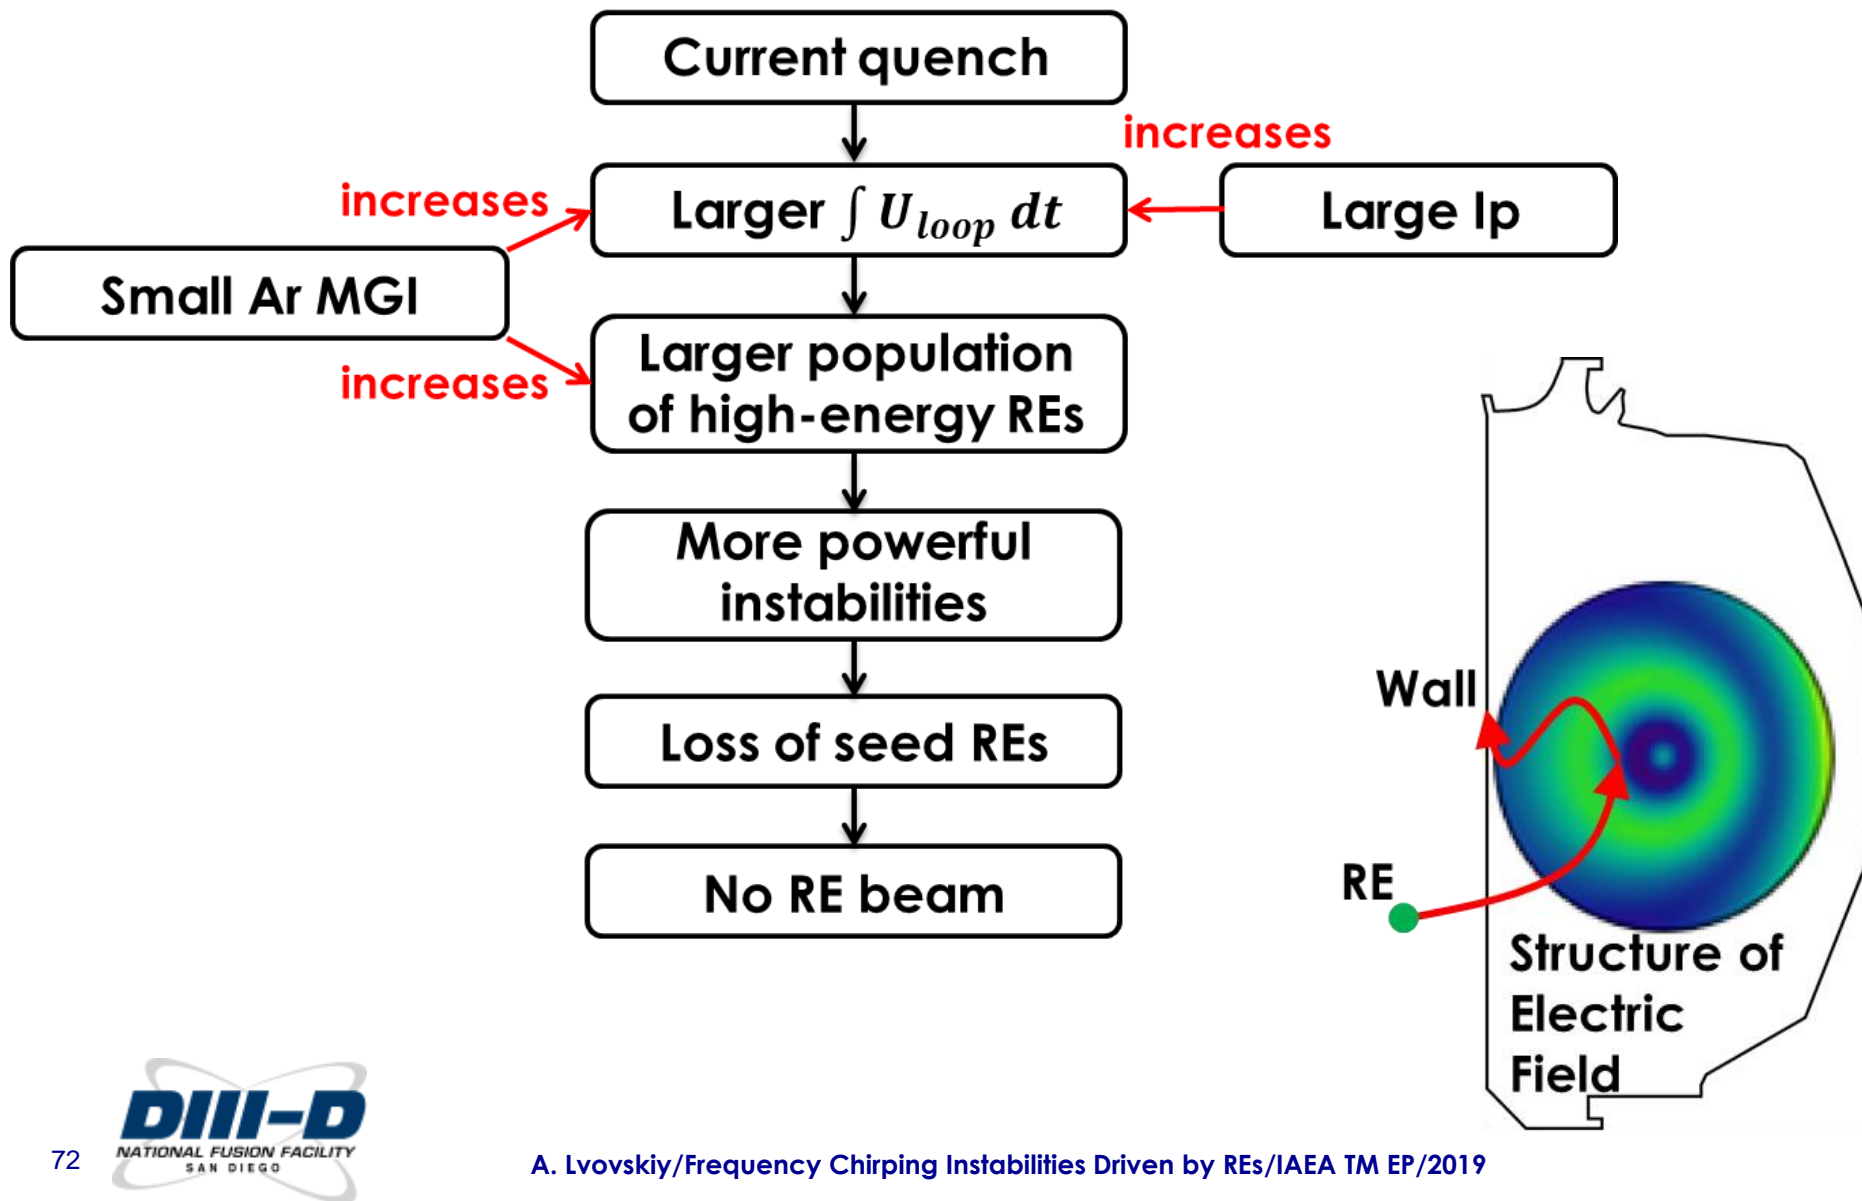 Current quench
increases
increases
Larger ∫ U_loop dt
Large Ip
Small Ar MGI
increases
Larger population
of high-energy REs
More powerful
instabilities
Loss of seed REs
No RE beam
Wall
RE
Structure of
Electric
Field
DIII-D
NATIONAL FUSION FACILITY
SAN DIEGO
72
A. Lvovskiy/Frequency Chirping Instabilities Driven by REs/IAEA TM EP/2019